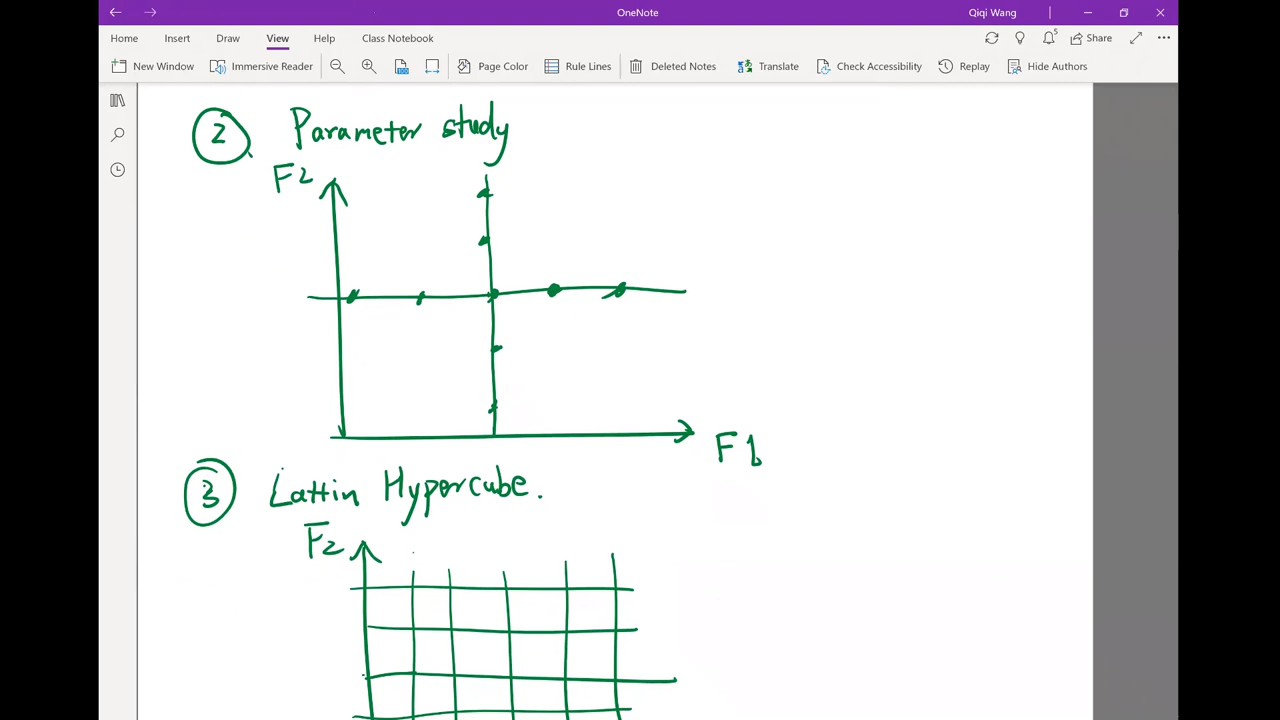 OneNote
Qiqi Wang
Home Insert Draw View Help Class Notebook
5
Share
New Window Immersive Reader Page Color Rule Lines Deleted Notes Translate Check Accessibility Replay Hide Authors
2 Parameter study
F2
F1
3 Lattin Hypercube.
F2